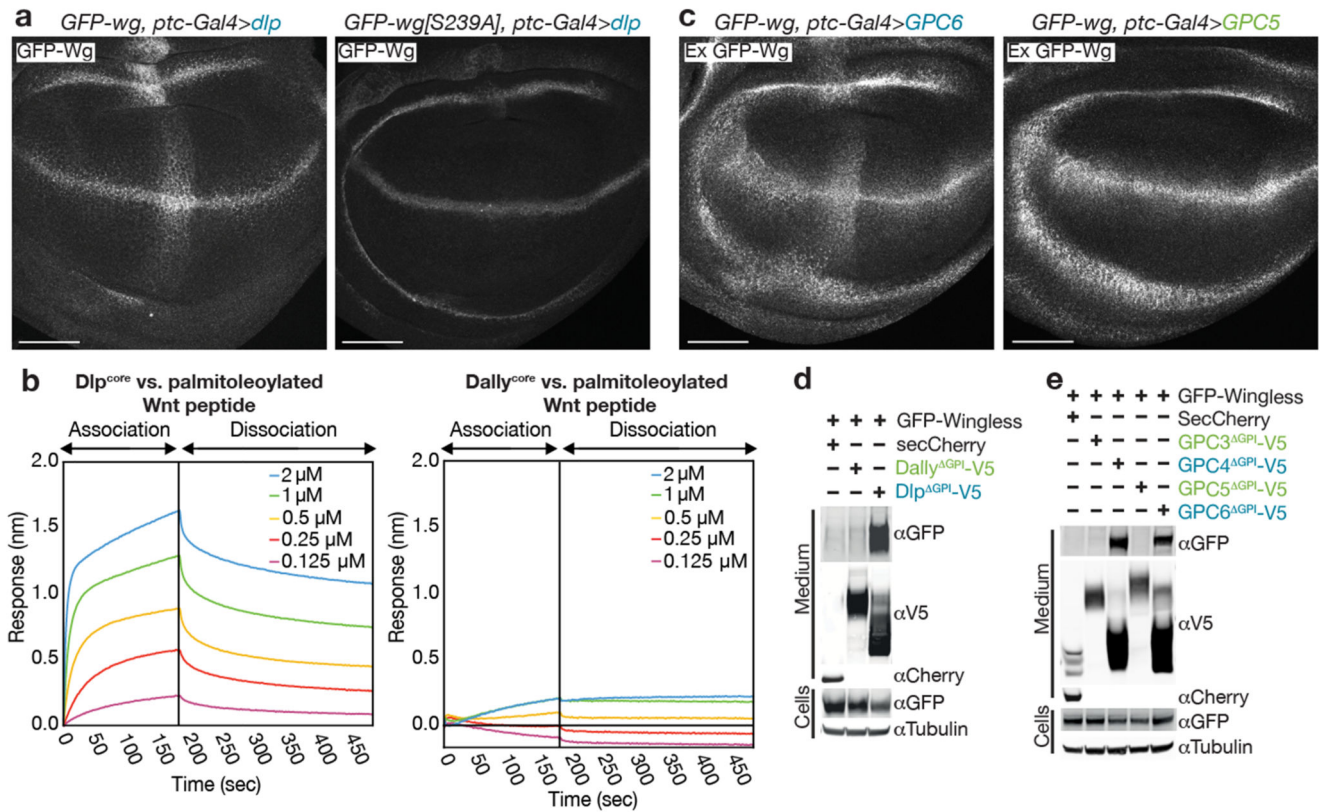 a
GFP-wg, ptc-Gal4>dlp
GFP-wg[S239A], ptc-Gal4>dlp
GFP-Wg
GFP-Wg
c
GFP-wg, ptc-Gal4>GPC6
GFP-wg, ptc-Gal4>GPC5
Ex GFP-Wg
Ex GFP-Wg
b
Dlpcore vs. palmitoleoylated
Wnt peptide
Association
Dissociation
Response (nm)
2.0
1.5
1.0
0.5
0.0
2 µM
1 µM
0.5 µM
0.25 µM
0.125 µM
0 50 100 150 200 250 300 350 400 450
Time (sec)
Dallycore vs. palmitoleoylated
Wnt peptide
Association
Dissociation
Response (nm)
2.0
1.5
1.0
0.5
0.0
2 µM
1 µM
0.5 µM
0.25 µM
0.125 µM
0 50 100 150 200 250 300 350 400 450
Time (sec)
d
+ + + GFP-Wingless
+ − − secCherry
− + − DallyΔGPI-V5
− − + DlpΔGPI-V5
Medium
αGFP
αV5
αCherry
Cells
αGFP
αTubulin
e
+ + + + + GFP-Wingless
+ − − − − SecCherry
− + − − − GPC3ΔGPI-V5
− − + − − GPC4ΔGPI-V5
− − − + − GPC5ΔGPI-V5
− − − − + GPC6ΔGPI-V5
Medium
αGFP
αV5
αCherry
Cells
αGFP
αTubulin